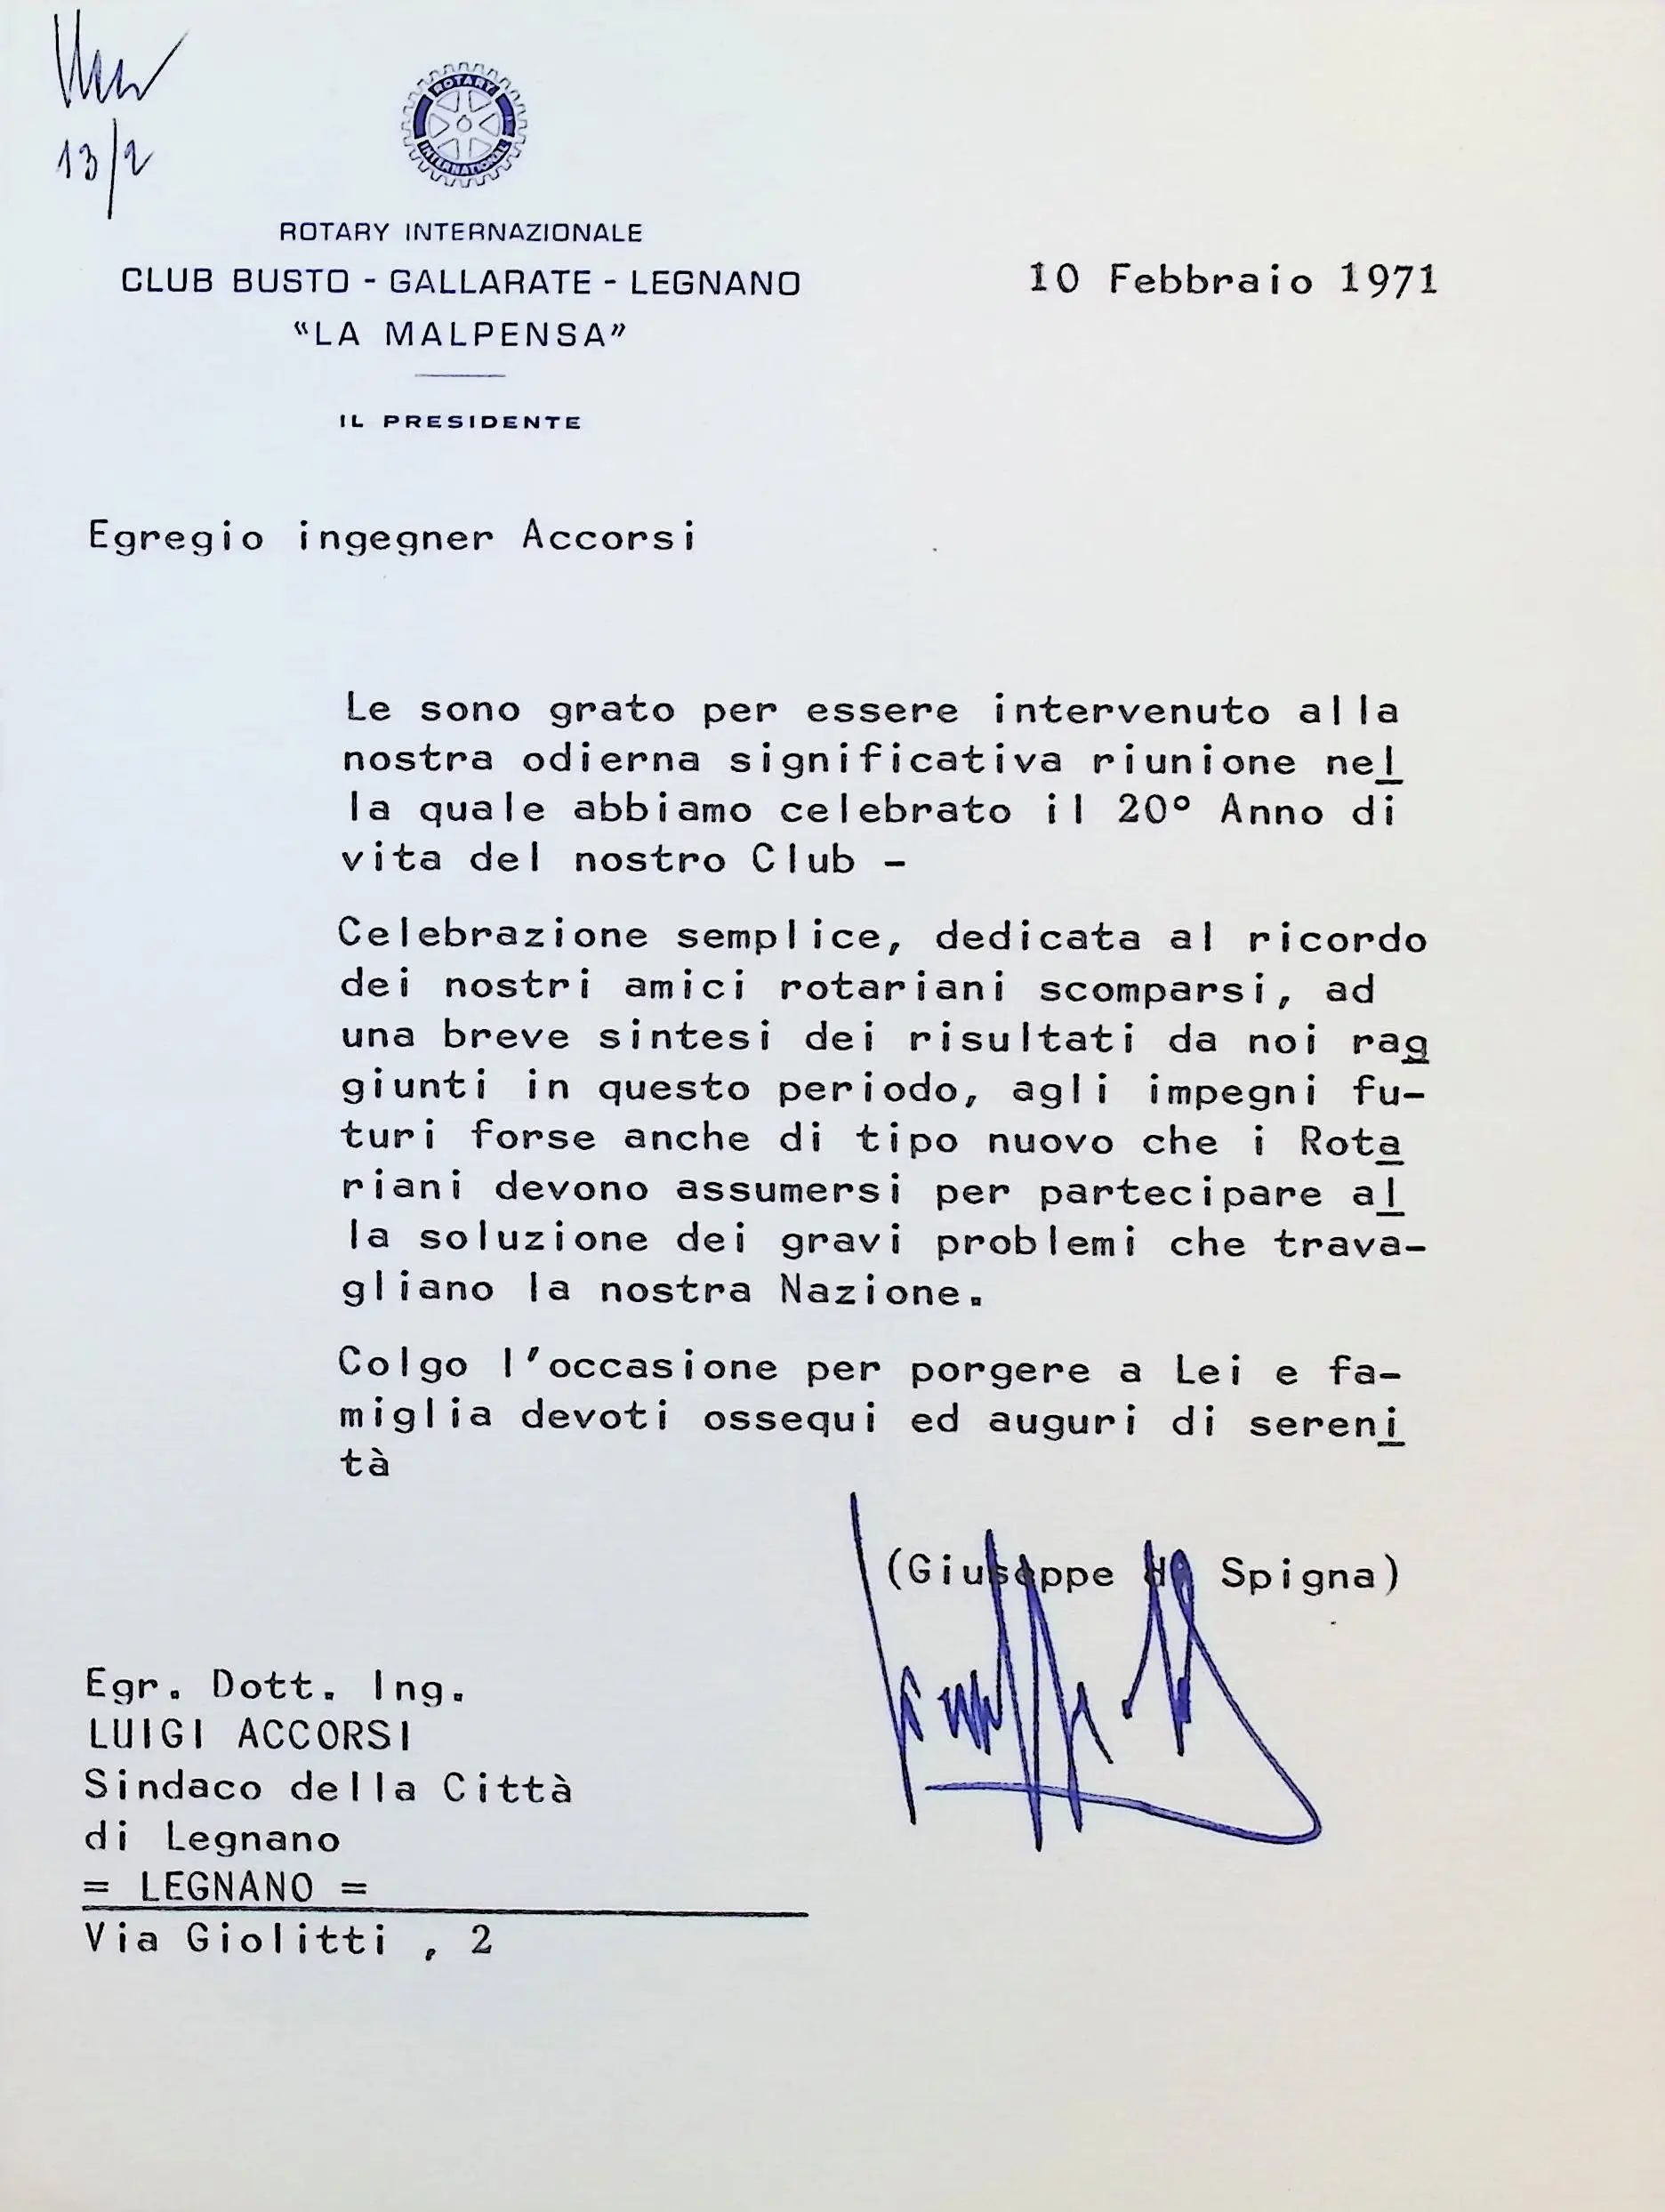 13/2
ROTARY
INTERNATIONAL
ROTARY INTERNAZIONALE
CLUB BUSTO - GALLARATE - LEGNANO
"LA MALPENSA"
IL PRESIDENTE
10 Febbraio 1971
Egregio ingegner Accorsi
Le sono grato per essere intervenuto alla
nostra odierna significativa riunione nel
la quale abbiamo celebrato il 20° Anno di
vita del nostro Club -
Celebrazione semplice, dedicata al ricordo
dei nostri amici rotariani scomparsi, ad
una breve sintesi dei risultati da noi rag
giunti in questo periodo, agli impegni fu-
turi forse anche di tipo nuovo che i Rota
riani devono assumersi per partecipare al
la soluzione dei gravi problemi che trava-
gliano la nostra Nazione.
Colgo l'occasione per porgere a Lei e fa-
miglia devoti ossequi ed auguri di sereni
tà
(Giuseppe de Spigna)
Egr. Dott. Ing.
LUIGI ACCORSI
Sindaco della Città
di Legnano
= LEGNANO =
Via Giolitti , 2